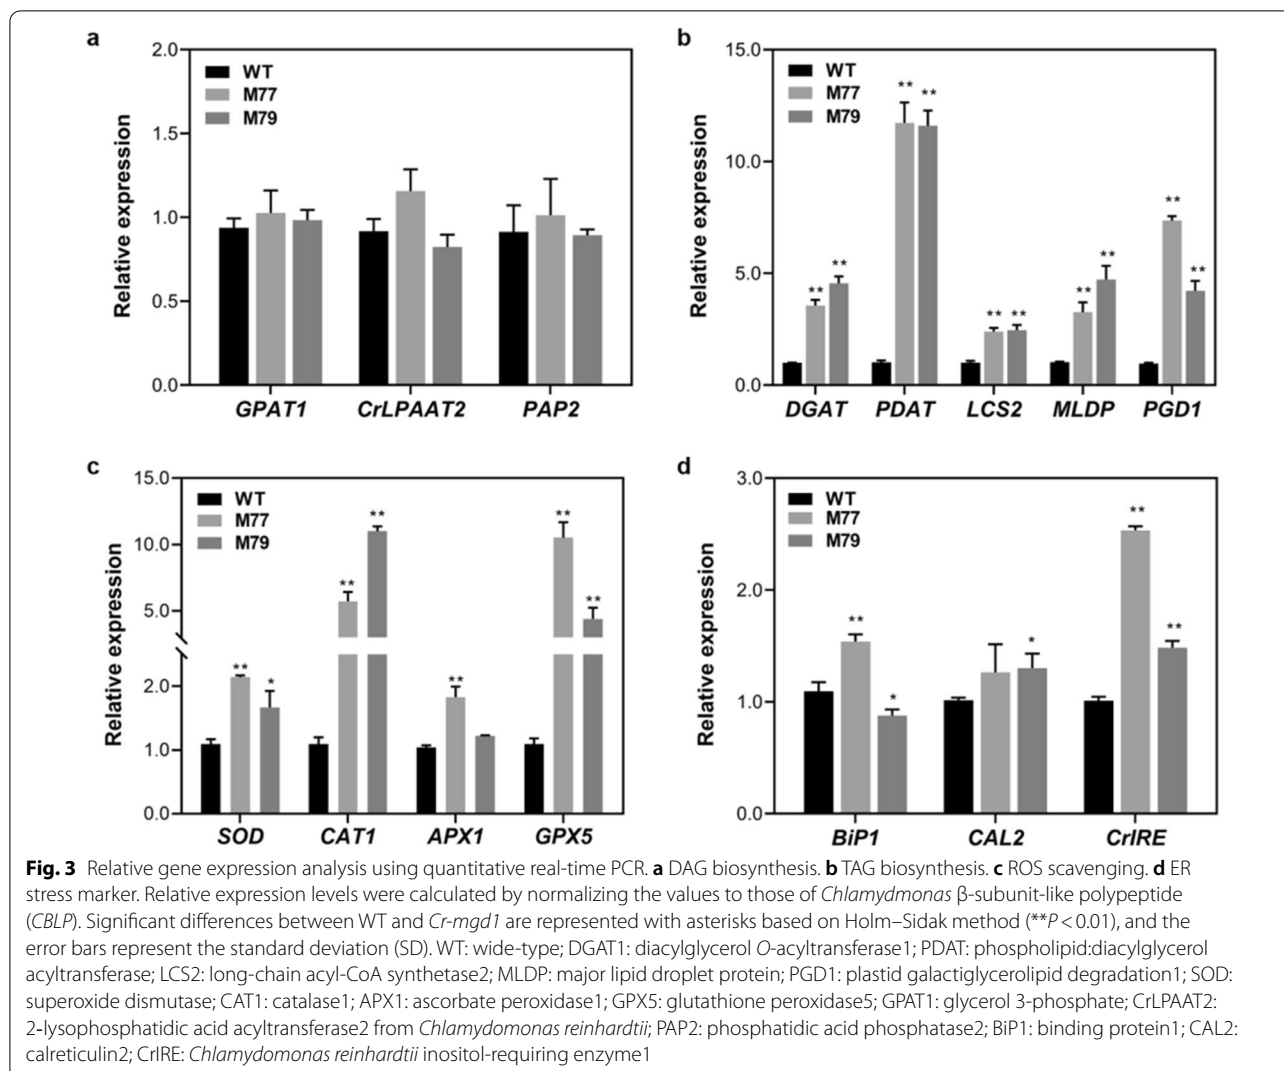 a
2.0
1.5
1.0
0.5
0.0
Relative expression
WT
M77
M79
GPAT1 CrLPAAT2 PAP2
b
15.0
10.0
5.0
0.0
Relative expression
WT
M77
M79
** ** ** ** ** ** ** ** ** **
DGAT PDAT LCS2 MLDP PGD1
c
15.0
10.0
5.0
2.0
1.0
0.0
Relative expression
WT
M77
M79
** * ** ** ** ** **
SOD CAT1 APX1 GPX5
d
3.0
2.0
1.0
0.0
Relative expression
WT
M77
M79
** * * ** **
BiP1 CAL2 CrIRE
Fig. 3 Relative gene expression analysis using quantitative real-time PCR. a DAG biosynthesis. b TAG biosynthesis. c ROS scavenging. d ER
stress marker. Relative expression levels were calculated by normalizing the values to those of Chlamydmonas β-subunit-like polypeptide
(CBLP). Significant differences between WT and Cr-mgd1 are represented with asterisks based on Holm–Sidak method (**P < 0.01), and the
error bars represent the standard deviation (SD). WT: wide-type; DGAT1: diacylglycerol O-acyltransferase1; PDAT: phospholipid:diacylglycerol
acyltransferase; LCS2: long-chain acyl-CoA synthetase2; MLDP: major lipid droplet protein; PGD1: plastid galactiglycerolipid degradation1; SOD:
superoxide dismutase; CAT1: catalase1; APX1: ascorbate peroxidase1; GPX5: glutathione peroxidase5; GPAT1: glycerol 3-phosphate; CrLPAAT2:
2-lysophosphatidic acid acyltransferase2 from Chlamydomonas reinhardtii; PAP2: phosphatidic acid phosphatase2; BiP1: binding protein1; CAL2:
calreticulin2; CrIRE: Chlamydomonas reinhardtii inositol-requiring enzyme1